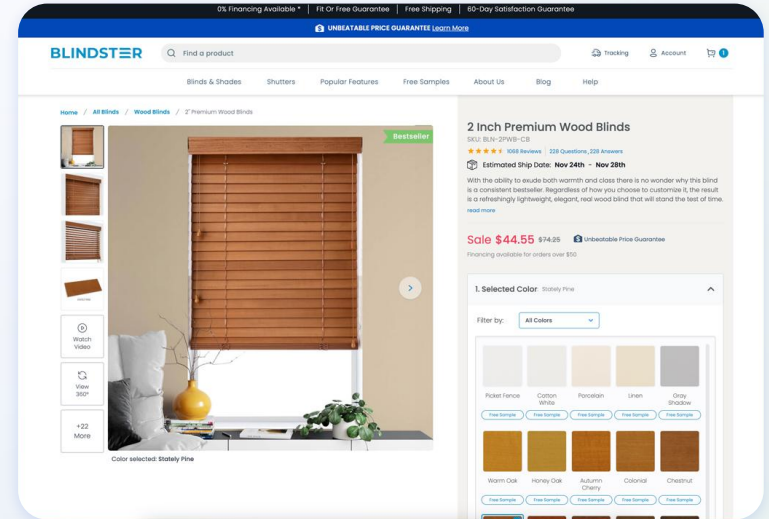 0% Financing Available * | Fit Or Free Guarantee | Free Shipping | 60-Day Satisfaction Guarantee
$ UNBEATABLE PRICE GUARANTEE Learn More
BLINDSTER
Find a product
Tracking
Account
1
Blinds & Shades
Shutters
Popular Features
Free Samples
About Us
Blog
Help
Home / All Blinds / Wood Blinds / 2" Premium Wood Blinds
Bestseller
Watch
Video
View
360°
+22
More
Color selected: Stately Pine
2 Inch Premium Wood Blinds
SKU: BLN-2PWB-CB
1068 Reviews | 228 Questions, 228 Answers
Estimated Ship Date: Nov 24th - Nov 28th
With the ability to exude both warmth and class there is no wonder why this blind
is a consistent bestseller. Regardless of how you choose to customize it, the result
is a refreshingly lightweight, elegant, real wood blind that will stand the test of time.
read more
Sale $44.55 $74.25 $ Unbeatable Price Guarantee
Financing available for orders over $50
1. Selected Color Stately Pine
Filter by: All Colors
Picket Fence
Cotton
White
Porcelain
Linen
Gray
Shadow
Free Sample
Free Sample
Free Sample
Free Sample
Free Sample
Warm Oak
Honey Oak
Autumn
Cherry
Colonial
Chestnut
Free Sample
Free Sample
Free Sample
Free Sample
Free Sample